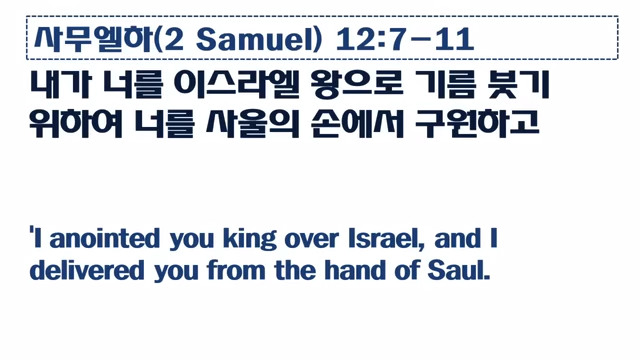 사무엘하(2 Samuel) 12:7-11
내가 너를 이스라엘 왕으로 기름 붓기
위하여 너를 사울의 손에서 구원하고
'I anointed you king over Israel, and I
delivered you from the hand of Saul.